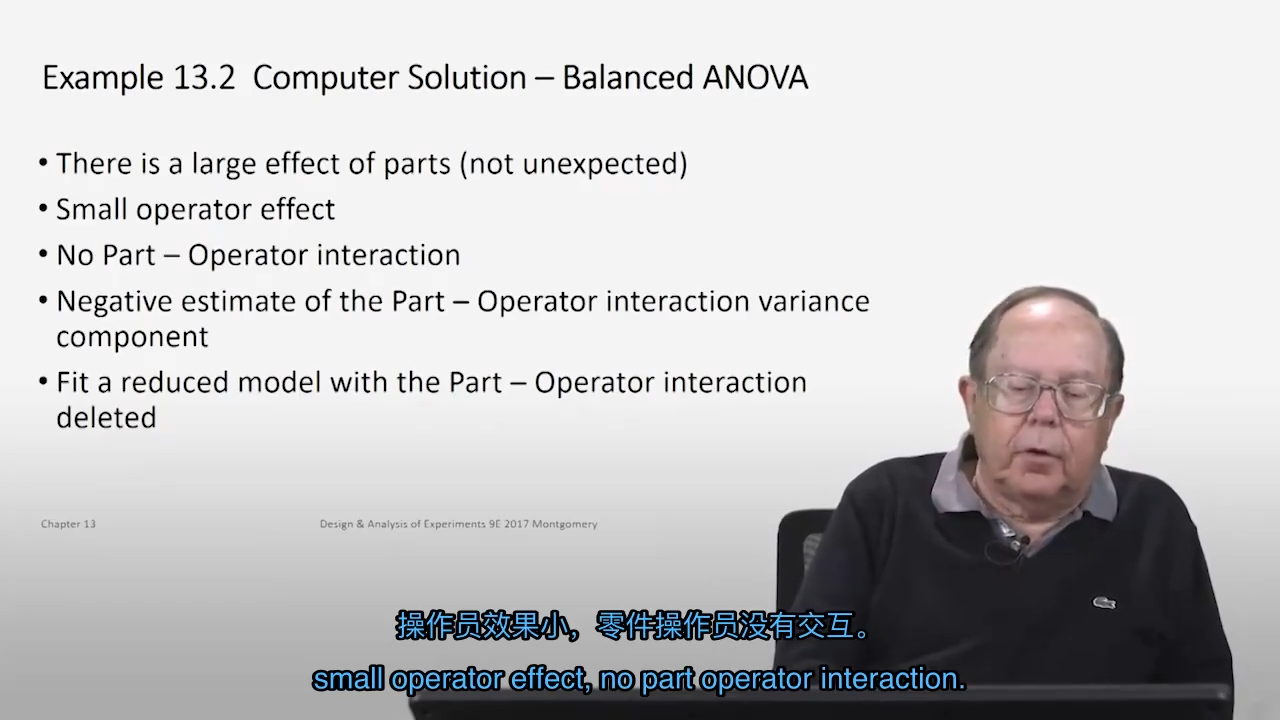 Example 13.2 Computer Solution – Balanced ANOVA
• There is a large effect of parts (not unexpected)
• Small operator effect
• No Part – Operator interaction
• Negative estimate of the Part – Operator interaction variance
component
• Fit a reduced model with the Part – Operator interaction
deleted
Chapter 13
Design & Analysis of Experiments 9E 2017 Montgomery
操作员效果小，零件操作员没有交互。
small operator effect, no part operator interaction.